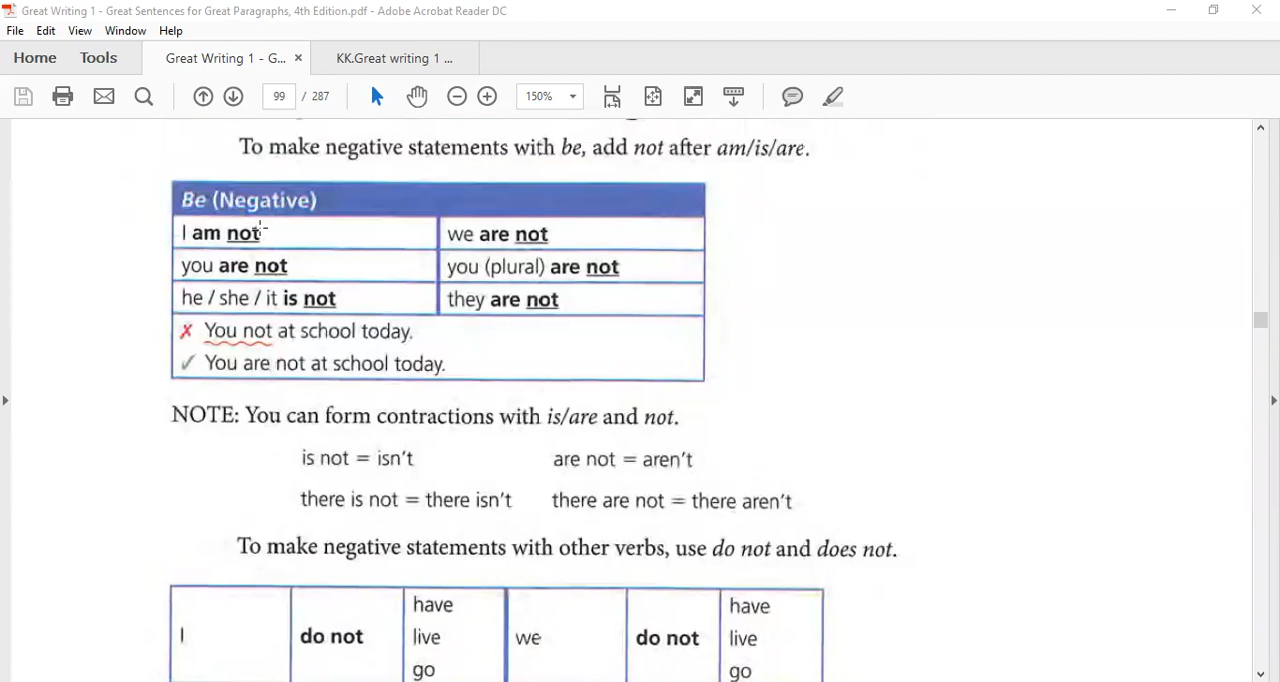 Great Writing 1 - Great Sentences for Great Paragraphs, 4th Edition.pdf - Adobe Acrobat Reader DC
File Edit View Window Help
Home Tools Great Writing 1 - G... × KK.Great writing 1 ...
99 / 287 150%
To make negative statements with be, add not after am/is/are.
Be (Negative)
I am not we are not
you are not you (plural) are not
he / she / it is not they are not
✗ You not at school today.
✓ You are not at school today.
NOTE: You can form contractions with is/are and not.
is not = isn't are not = aren't
there is not = there isn't there are not = there aren't
To make negative statements with other verbs, use do not and does not.
have have
I do not live we do not live
go go